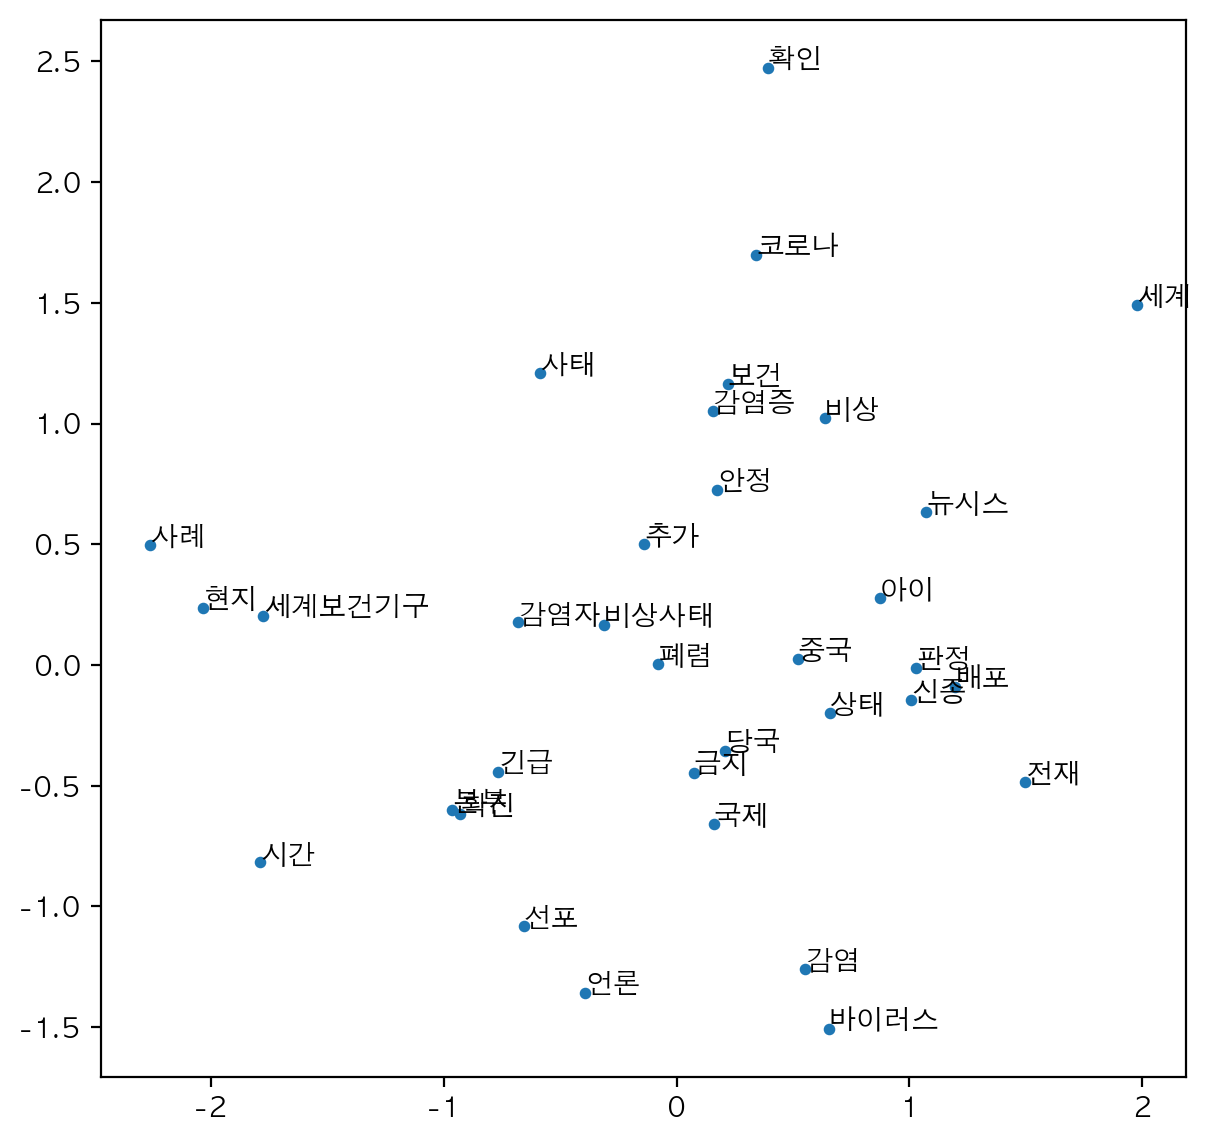 2.5
2.0
1.5
1.0
0.5
0.0
-0.5
-1.0
-1.5
확인
코로나
세계
사태
보건
감염증
비상
안정
뉴시스
사례
추가
현지
세계보건기구
감염자
비상사태
아이
폐렴
중국
판정
배포
신종
상태
당국
긴급
금지
전재
확진
국제
시간
선포
감염
언론
바이러스
-2
-1
0
1
2